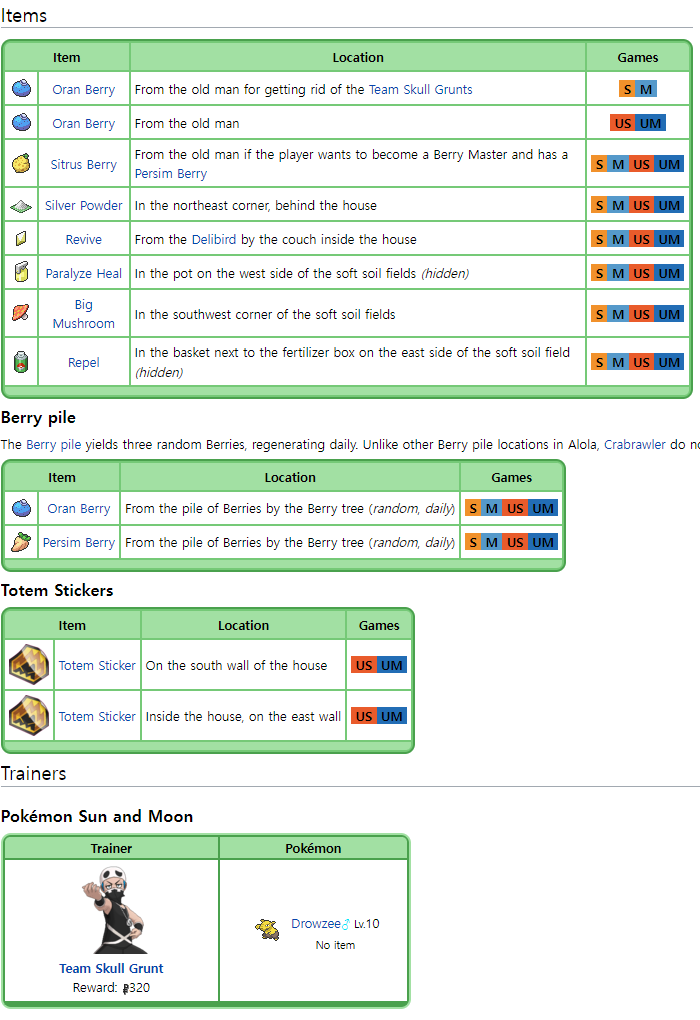 Items
Item Location Games
Oran Berry From the old man for getting rid of the Team Skull Grunts S M
Oran Berry From the old man US UM
Sitrus Berry From the old man if the player wants to become a Berry Master and has a
Persim Berry S M US UM
Silver Powder In the northeast corner, behind the house S M US UM
Revive From the Delibird by the couch inside the house S M US UM
Paralyze Heal In the pot on the west side of the soft soil fields (hidden) S M US UM
Big
Mushroom In the southwest corner of the soft soil fields S M US UM
Repel In the basket next to the fertilizer box on the east side of the soft soil field
(hidden) S M US UM
Berry pile
The Berry pile yields three random Berries, regenerating daily. Unlike other Berry pile locations in Alola, Crabrawler do
Item Location Games
Oran Berry From the pile of Berries by the Berry tree (random, daily) S M US UM
Persim Berry From the pile of Berries by the Berry tree (random, daily) S M US UM
Totem Stickers
Item Location Games
Totem Sticker On the south wall of the house US UM
Totem Sticker Inside the house, on the east wall US UM
Trainers
Pokémon Sun and Moon
Trainer Pokémon
Drowzee♂ Lv.10
No item
Team Skull Grunt
Reward: 320